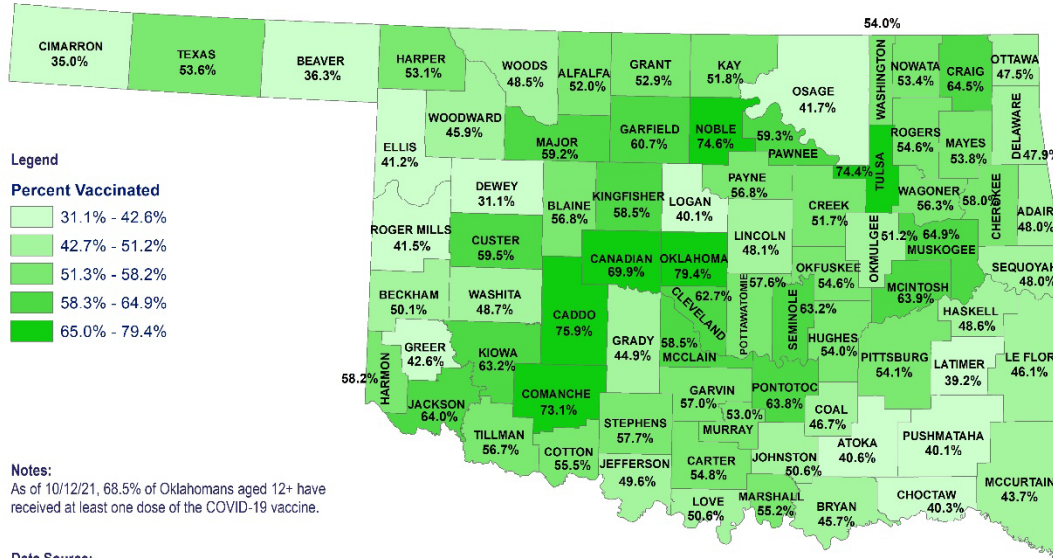 54.0%
CIMARRON
35.0%
TEXAS
53.6%
BEAVER
36.3%
HARPER
53.1%
WOODS
48.5%
ALFALFA
52.0%
GRANT
52.9%
KAY
51.8%
OSAGE
41.7%
WASHINGTON
NOWATA
53.4%
CRAIG
64.5%
OTTAWA
47.5%
DELAWARE
47.9%
WOODWARD
45.9%
MAJOR
59.2%
GARFIELD
60.7%
NOBLE
74.6%
59.3%
PAWNEE
74.4%
TULSA
ROGERS
54.6%
MAYES
53.8%
ELLIS
41.2%
DEWEY
31.1%
BLAINE
56.8%
KINGFISHER
58.5%
LOGAN
40.1%
PAYNE
56.8%
CREEK
51.7%
WAGONER
56.3%
58.0%
CHEROKEE
ADAIR
48.0%
Legend
Percent Vaccinated
31.1% - 42.6%
42.7% - 51.2%
51.3% - 58.2%
58.3% - 64.9%
65.0% - 79.4%
ROGER MILLS
41.5%
CUSTER
59.5%
CANADIAN
69.9%
OKLAHOMA
79.4%
LINCOLN
48.1%
OKMULGEE
51.2%
64.9%
MUSKOGEE
SEQUOYAH
48.0%
BECKHAM
50.1%
WASHITA
48.7%
CADDO
75.9%
GRADY
44.9%
62.7%
CLEVELAND
58.5%
MCCLAIN
POTTAWATOMIE
57.6%
SEMINOLE
63.2%
OKFUSKEE
54.6%
HUGHES
54.0%
MCINTOSH
63.9%
HASKELL
48.6%
PITTSBURG
54.1%
LATIMER
39.2%
LE FLOR
46.1%
GREER
42.6%
KIOWA
63.2%
58.2%
HARMON
JACKSON
64.0%
COMANCHE
73.1%
TILLMAN
56.7%
COTTON
55.5%
STEPHENS
57.7%
JEFFERSON
49.6%
GARVIN
57.0%
53.0%
MURRAY
PONTOTOC
63.8%
COAL
46.7%
CARTER
54.8%
JOHNSTON
50.6%
ATOKA
40.6%
PUSHMATAHA
40.1%
LOVE
50.6%
MARSHALL
55.2%
BRYAN
45.7%
CHOCTAW
40.3%
MCCURTAIN
43.7%
Notes:
As of 10/12/21, 68.5% of Oklahomans aged 12+ have
received at least one dose of the COVID-19 vaccine.